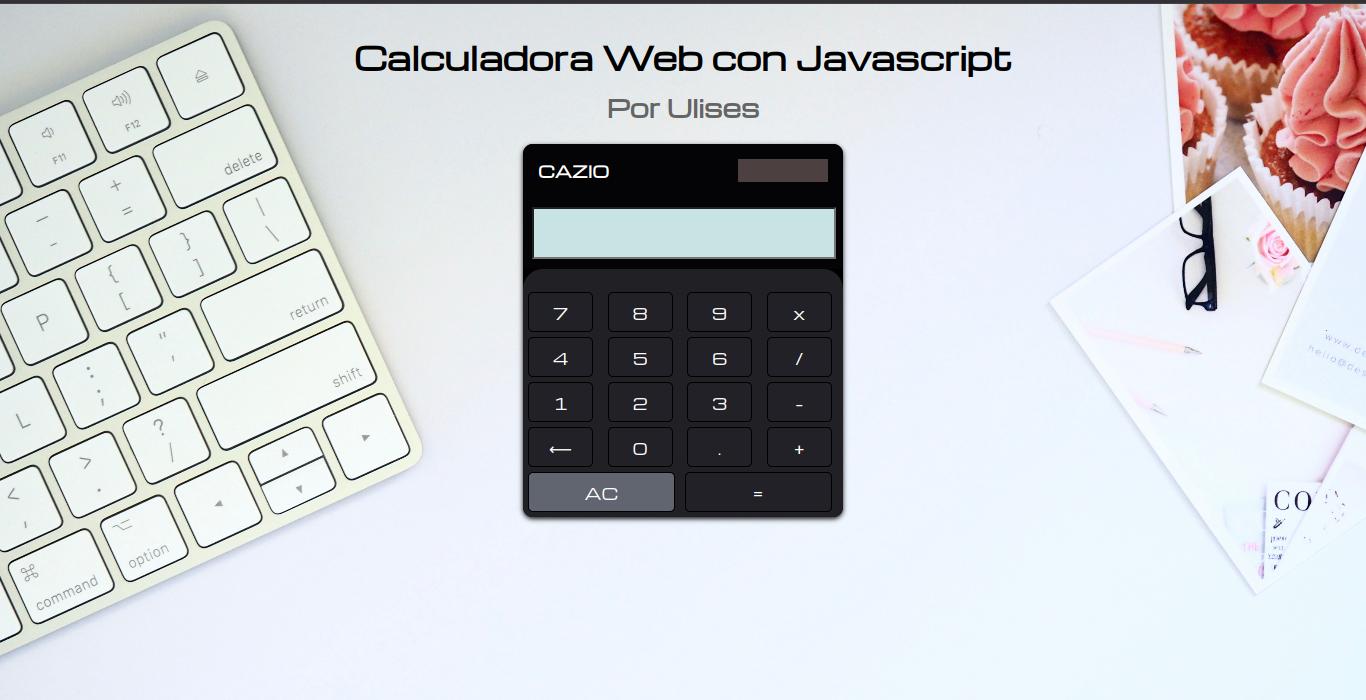 Calculadora Web con Javascript
Por Ulises
CAZIO
7 8 9 x
4 5 6 /
1 2 3 -
← 0 . +
AC =
F11 F12
delete
− - + =
P { [ } ] | \
return
L : ; " ,
shift
< , > . ? /
⌘ command
⌥ option
CO